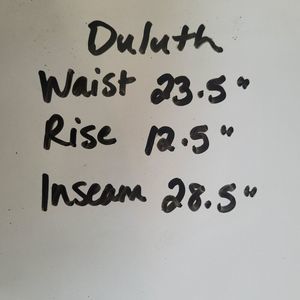 Duluth
Waist 23.5"
Rise 12.5"
Inseam 28.5"